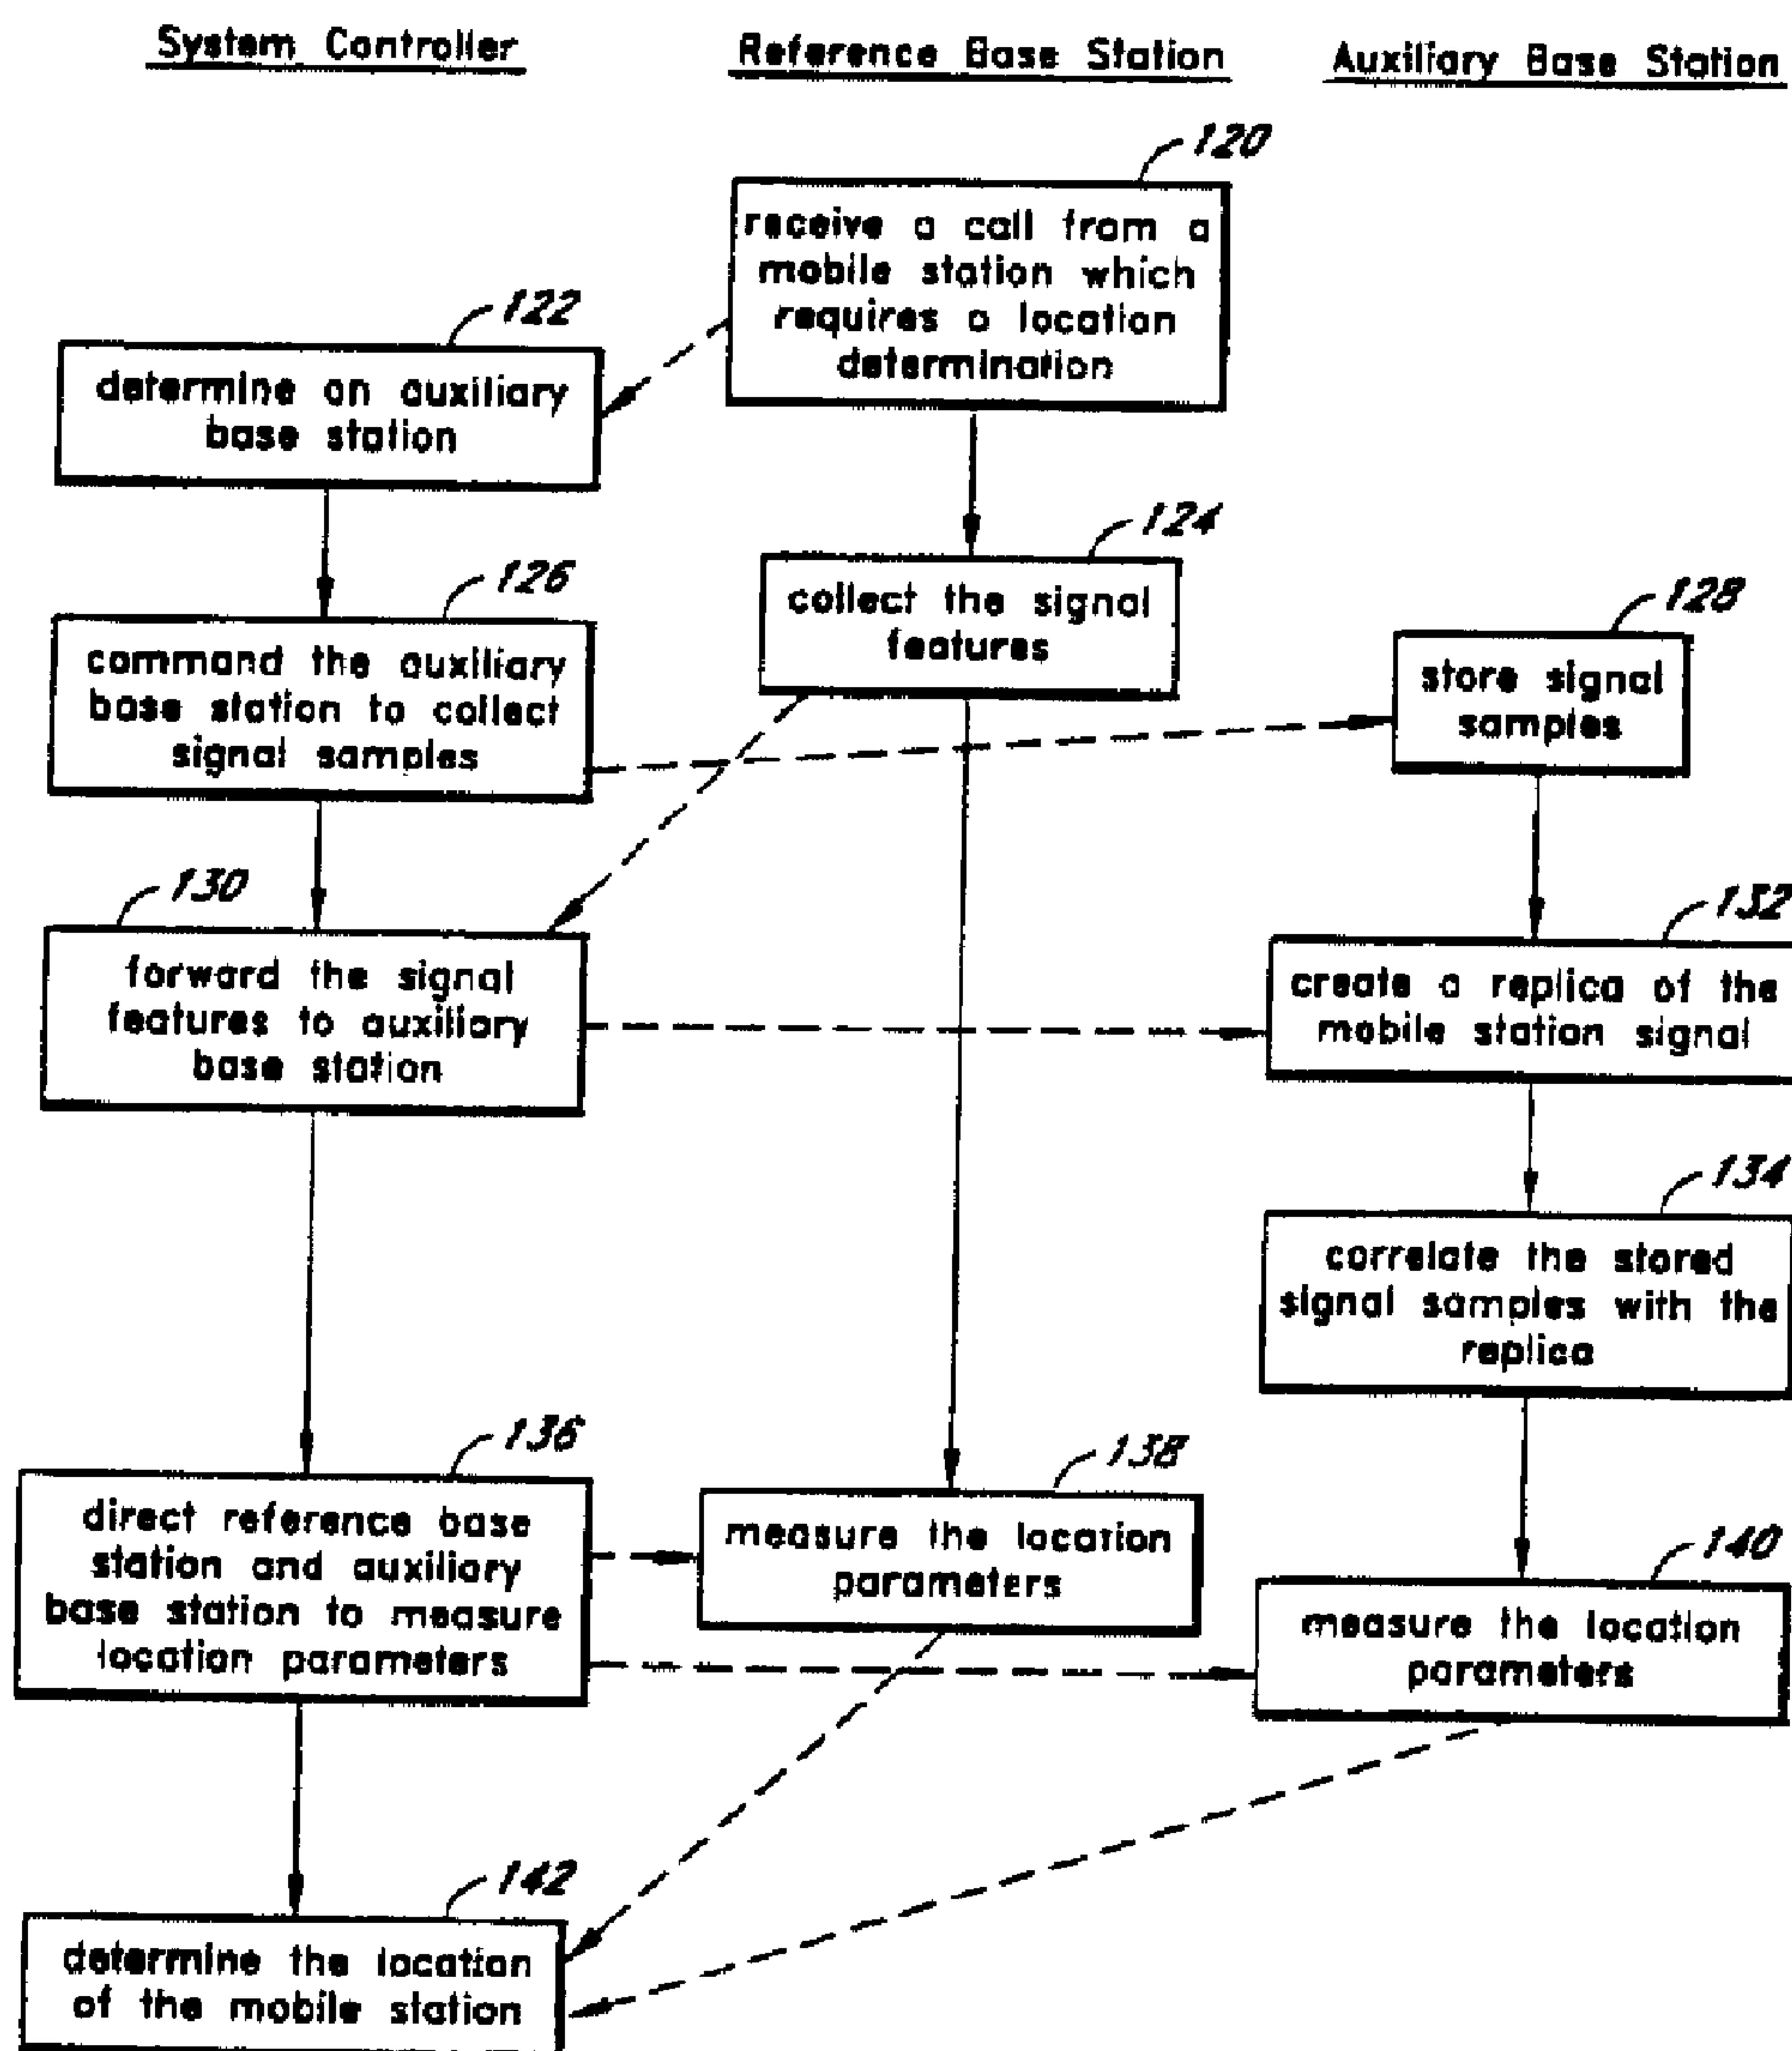 System Controller
Reference Base Station
Auxiliary Base Station
120
receive a call from a
mobile station which
requires a location
determination
122
determine an auxiliary
base station
124
collect the signal
features
126
command the auxiliary
base station to collect
signal samples
128
store signal
samples
130
forward the signal
features to auxiliary
base station
132
create a replica of the
mobile station signal
134
correlate the stored
signal samples with the
replica
136
direct reference base
station and auxiliary
base station to measure
location parameters
138
measure the location
parameters
140
measure the location
parameters
142
determine the location
of the mobile station